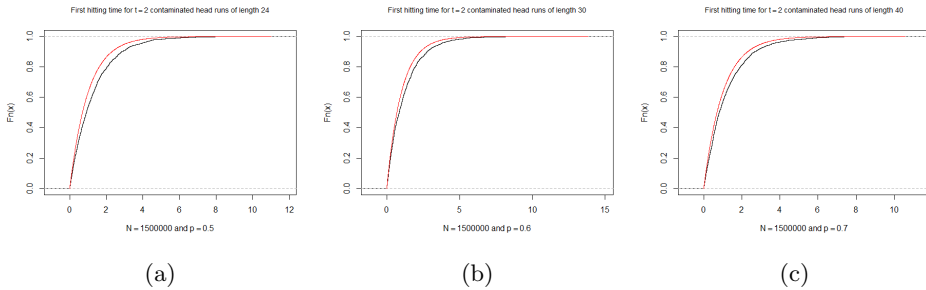 First hitting time for t = 2 contaminated head runs of length 24
Fn(x)
0.0 0.2 0.4 0.6 0.8 1.0
0 2 4 6 8 10 12
N = 1500000 and p = 0.5
(a)
First hitting time for t = 2 contaminated head runs of length 30
Fn(x)
0.0 0.2 0.4 0.6 0.8 1.0
0 5 10 15
N = 1500000 and p = 0.6
(b)
First hitting time for t = 2 contaminated head runs of length 40
Fn(x)
0.0 0.2 0.4 0.6 0.8 1.0
0 2 4 6 8 10
N = 1500000 and p = 0.7
(c)